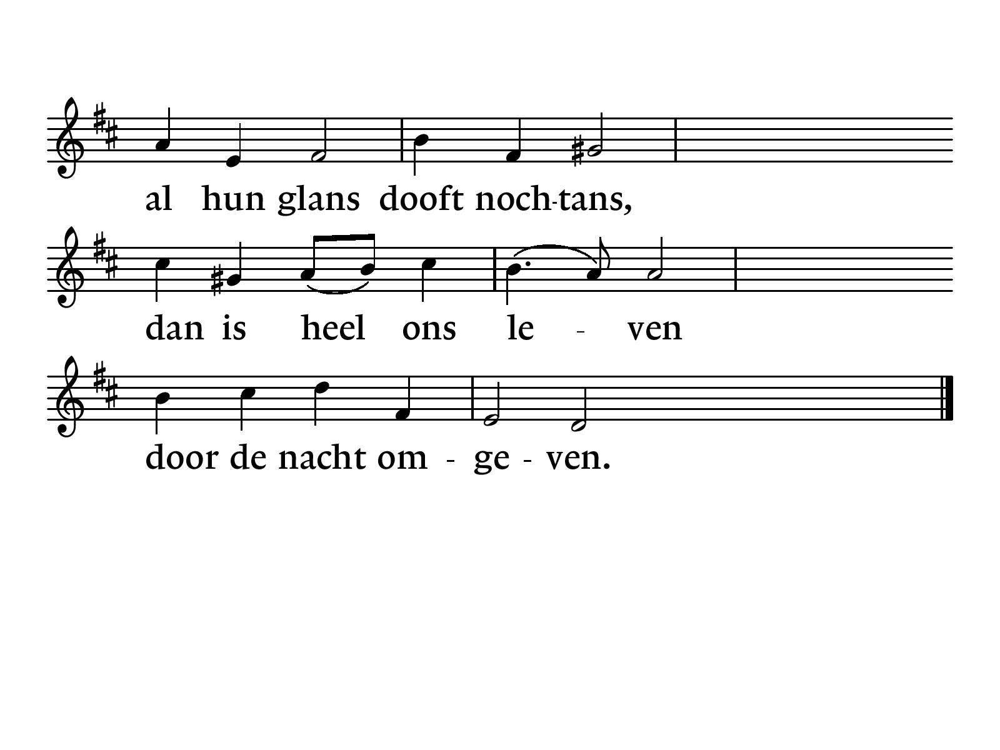 al hun glans dooft noch-tans,
dan is heel ons le - ven
door de nacht om - ge - ven.